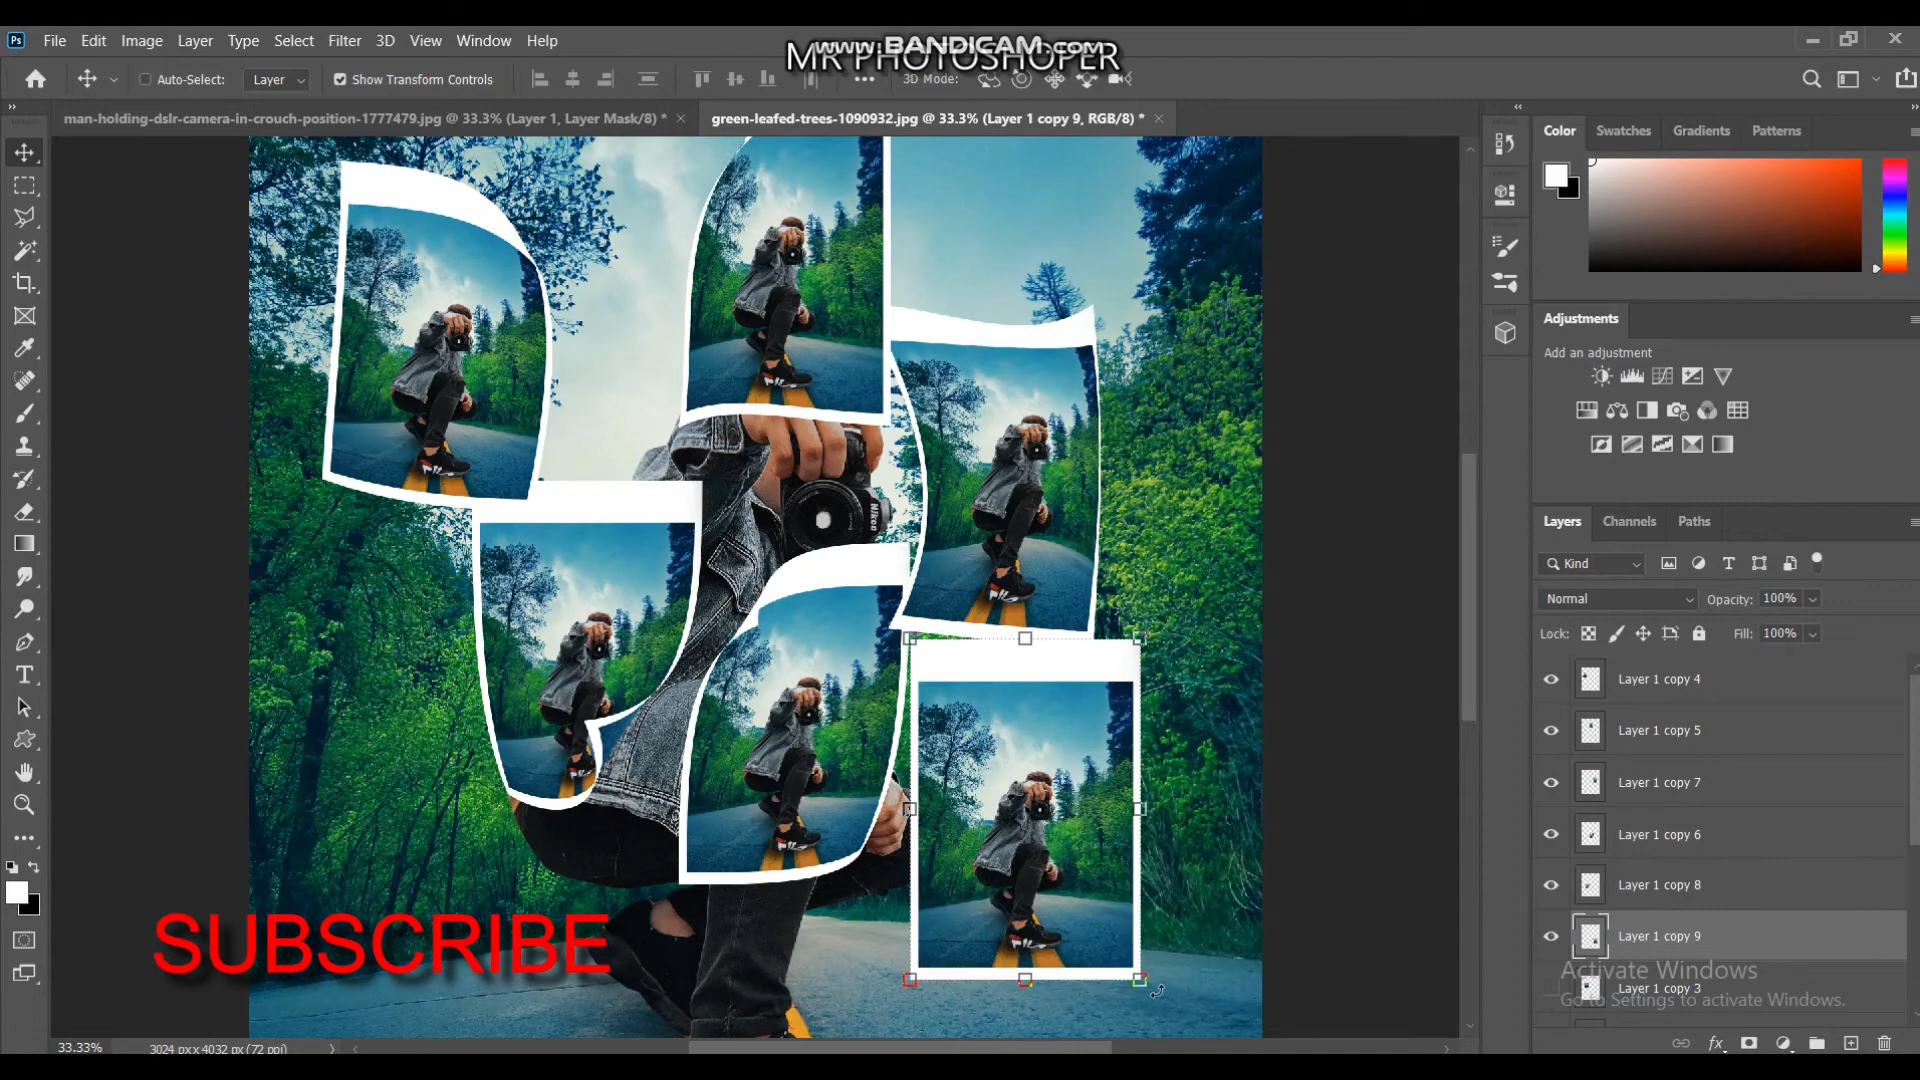 www.BANDICAM.com
MR PHOTOSHOPER
Ps File Edit Image Layer Type Select Filter 3D View Window Help
Auto-Select: Layer Show Transform Controls 3D Mode:
man-holding-dslr-camera-in-crouch-position-1777479.jpg @ 33.3% (Layer 1, Layer Mask/8) *
green-leafed-trees-1090932.jpg @ 33.3% (Layer 1 copy 9, RGB/8) *
Color Swatches Gradients Patterns
Adjustments
Add an adjustment
Layers Channels Paths
Kind
Normal Opacity: 100%
Lock: Fill: 100%
Layer 1 copy 4
Layer 1 copy 5
Layer 1 copy 7
Layer 1 copy 6
Layer 1 copy 8
Layer 1 copy 9
Layer 1 copy 3
Activate Windows
Go to Settings to activate Windows.
fx
Nikon
SUBSCRIBE
33.33% 3024 px x 4032 px (72 ppi)